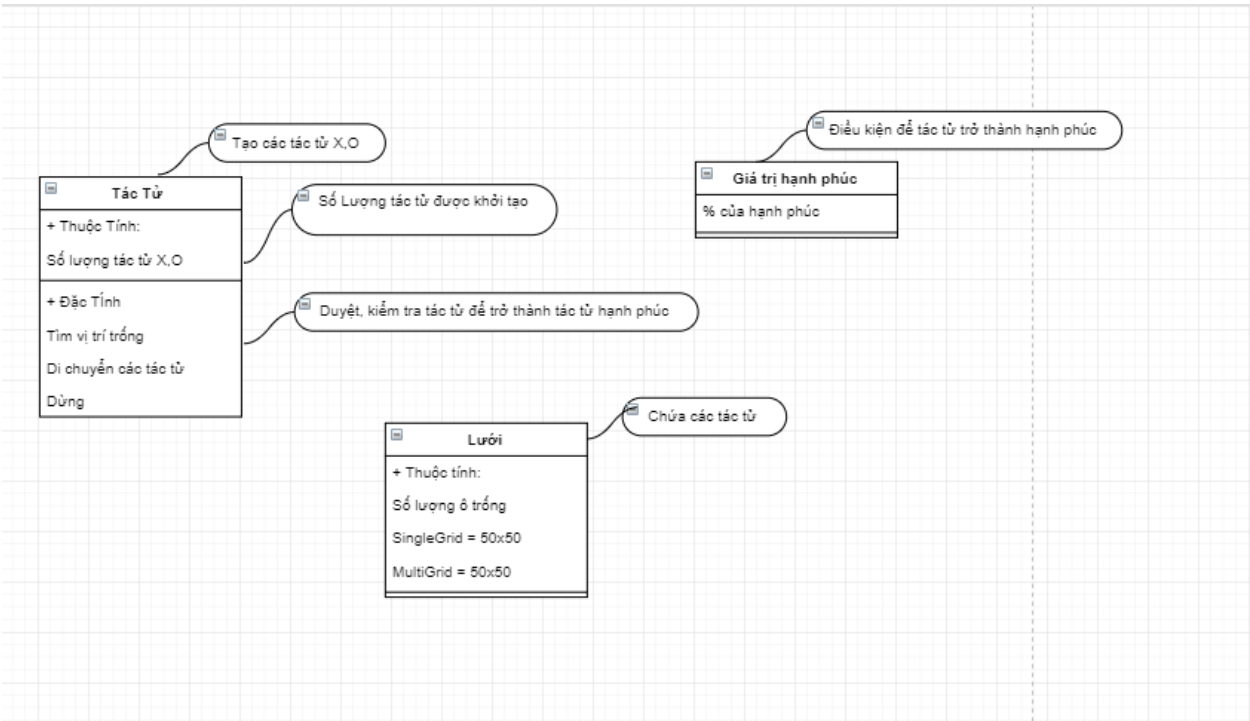 Tạo các tác tử X,O
Tác Tử
+ Thuộc Tính:
Số lượng tác tử X,O
+ Đặc Tính
Tìm vị trí trống
Di chuyển các tác tử
Dừng
Số Lượng tác tử được khởi tạo
Duyệt, kiểm tra tác tử để trở thành tác tử hạnh phúc
Điều kiện để tác tử trở thành hạnh phúc
Giá trị hạnh phúc
% của hạnh phúc
Chứa các tác tử
Lưới
+ Thuộc tính:
Số lượng ô trống
SingleGrid = 50x50
MultiGrid = 50x50